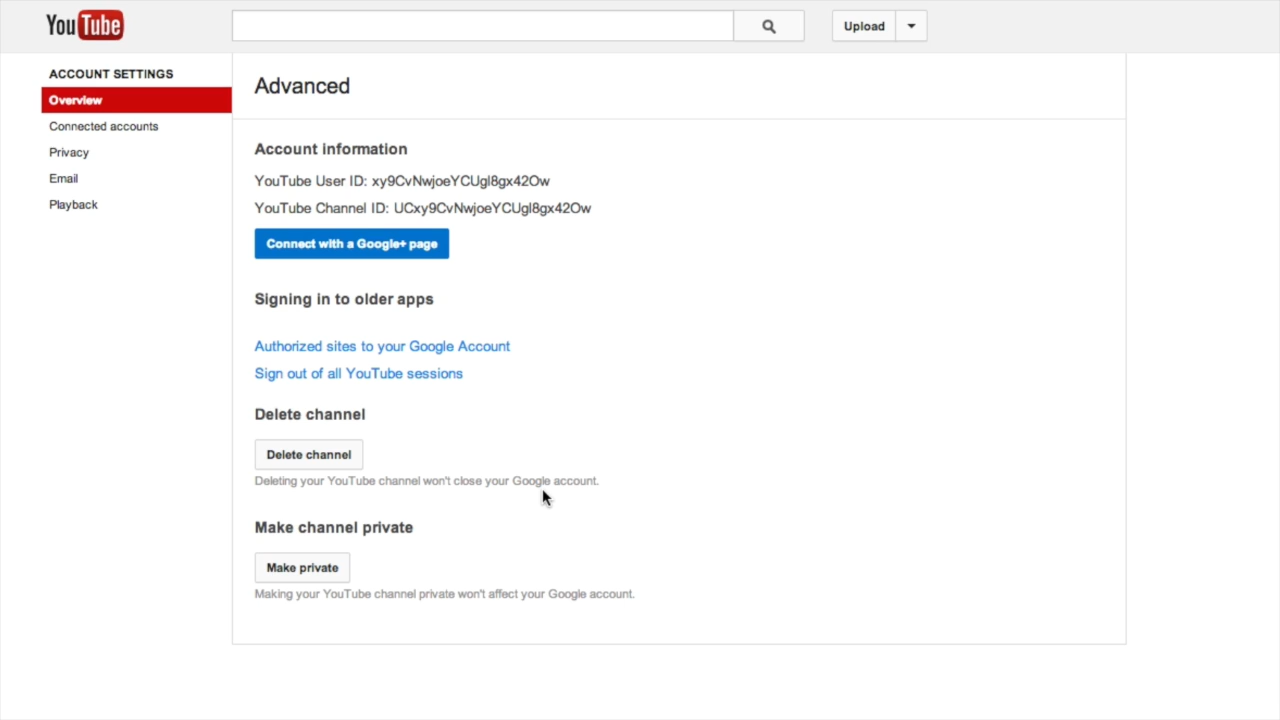 YouTube
Upload
ACCOUNT SETTINGS
Overview
Connected accounts
Privacy
Email
Playback
Advanced
Account information
YouTube User ID: xy9CvNwjoeYCUgl8gx42Ow
YouTube Channel ID: UCxy9CvNwjoeYCUgl8gx42Ow
Connect with a Google+ page
Signing in to older apps
Authorized sites to your Google Account
Sign out of all YouTube sessions
Delete channel
Delete channel
Deleting your YouTube channel won't close your Google account.
Make channel private
Make private
Making your YouTube channel private won't affect your Google account.